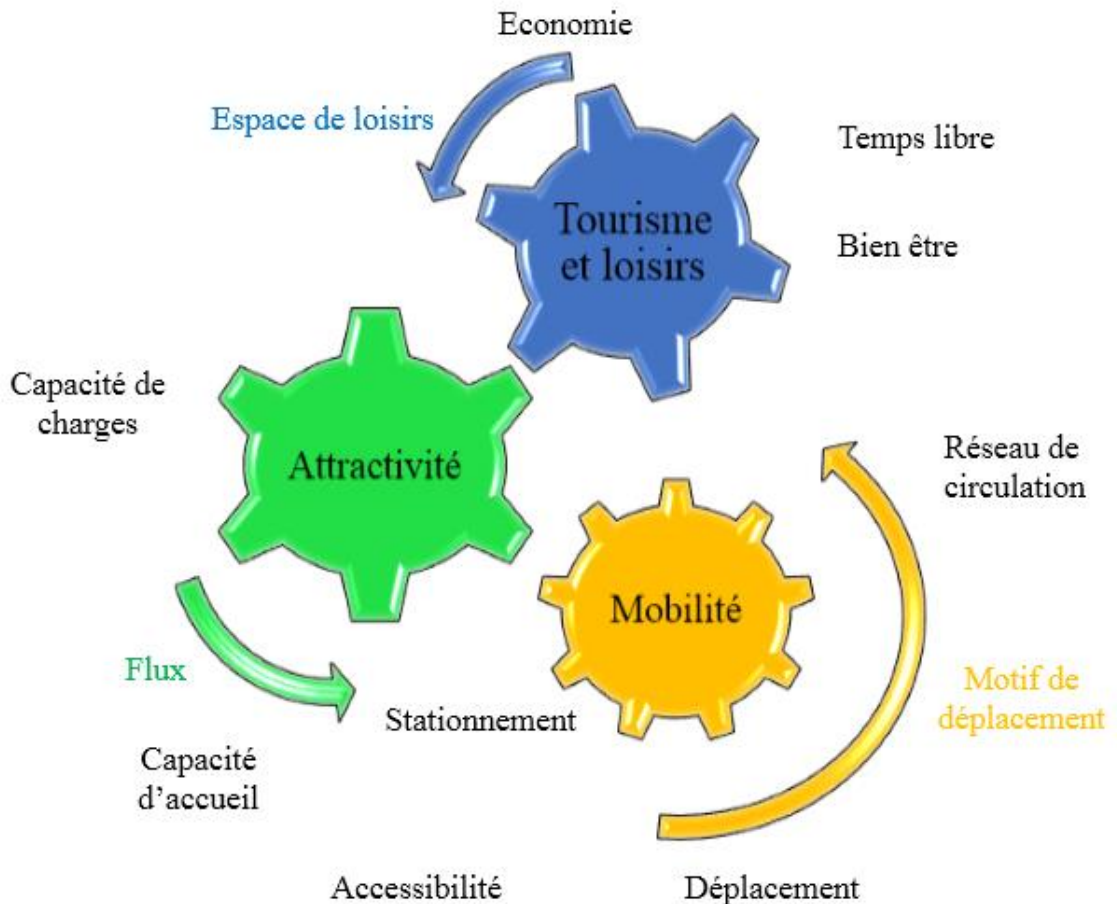 Economie
Espace de loisirs
Temps libre
Tourisme
et loisirs
Bien être
Capacité de
charges
Attractivité
Réseau de
circulation
Mobilité
Flux
Motif de
déplacement
Stationnement
Capacité
d’accueil
Accessibilité
Déplacement